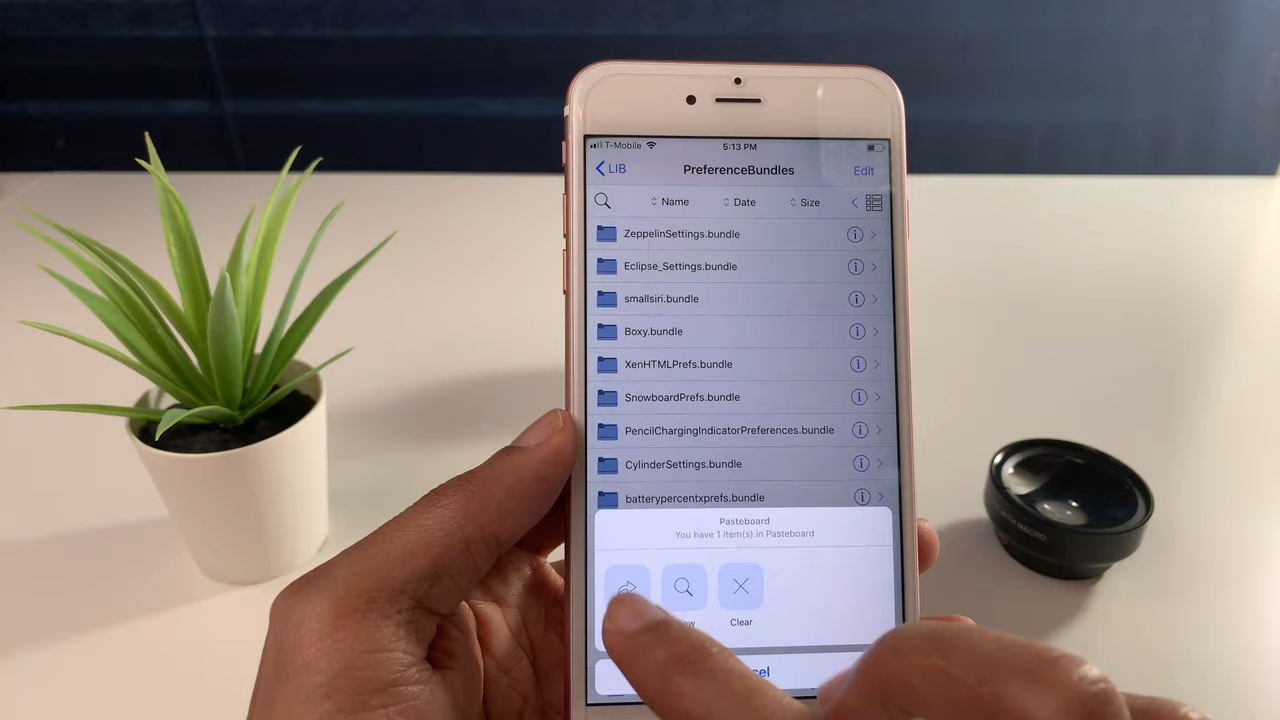 T-Mobile 5:13 PM
LIB PreferenceBundles Edit
Name Date Size
ZeppelinSettings.bundle
Eclipse_Settings.bundle
smallsiri.bundle
Boxy.bundle
XenHTMLPrefs.bundle
SnowboardPrefs.bundle
PencilChargingIndicatorPreferences.bundle
CylinderSettings.bundle
batterypercentxprefs.bundle
Pasteboard
You have 1 item(s) in Pasteboard
Clear
MACRO